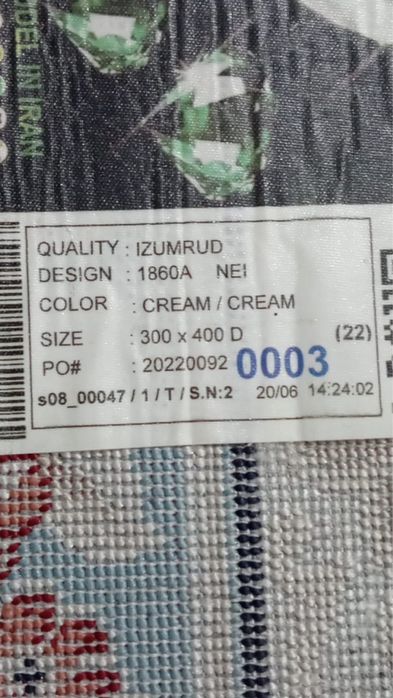 DEL IN IRAN
QUALITY : IZUMRUD
DESIGN : 1860A NEI
COLOR : CREAM / CREAM
SIZE : 300 x 400 D (22)
PO# : 20220092 0003
s08_00047 / 1 / T / S.N:2 20/06 14:24:02